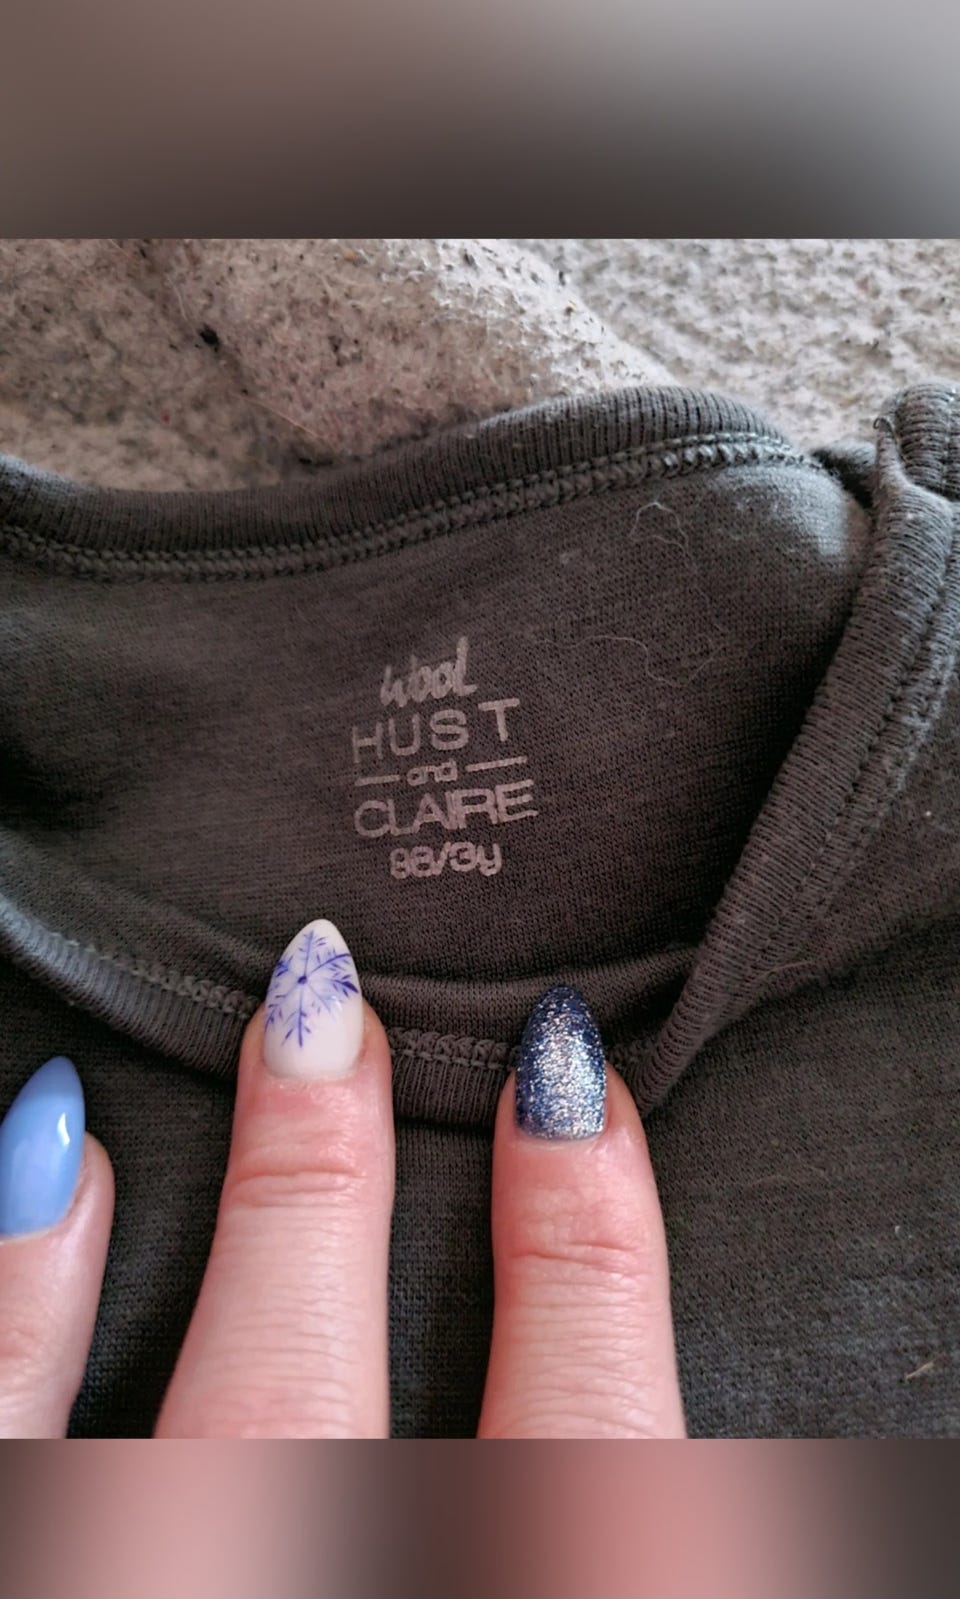 wool
HUST
and
CLAIRE
98/3y